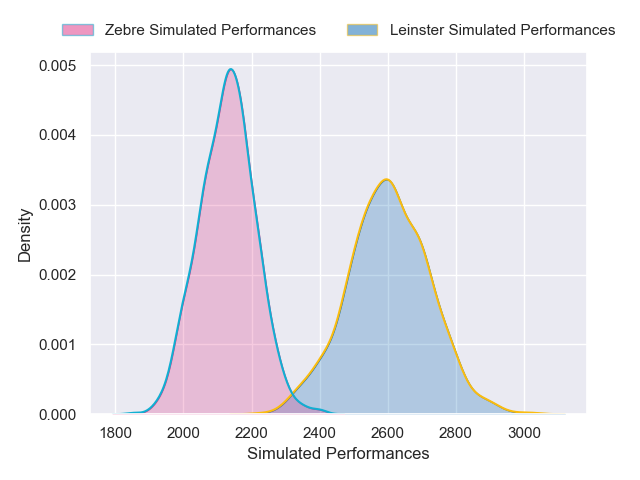 Zebre Simulated Performances
Leinster Simulated Performances
0.005
0.004
0.003
0.002
0.001
0.000
Density
1800 2000 2200 2400 2600 2800 3000
Simulated Performances